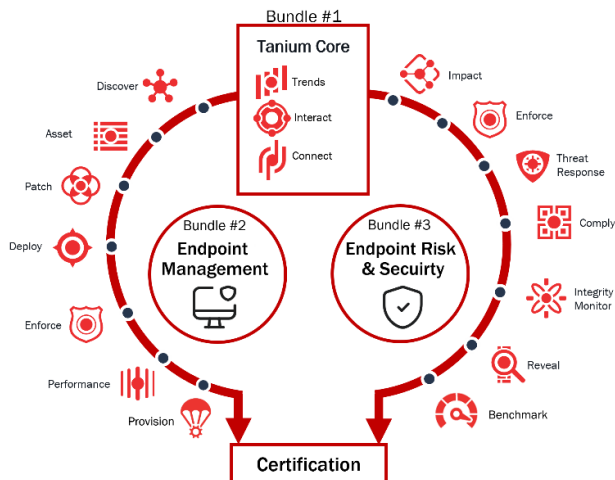 Bundle #1
Tanium Core
Trends
Interact
Connect
Discover
Asset
Patch
Deploy
Enforce
Performance
Provision
Bundle #2
Endpoint
Management
Bundle #3
Endpoint Risk
& Secuirty
Impact
Enforce
Threat
Response
Comply
Integrity
Monitor
Reveal
Benchmark
Certification